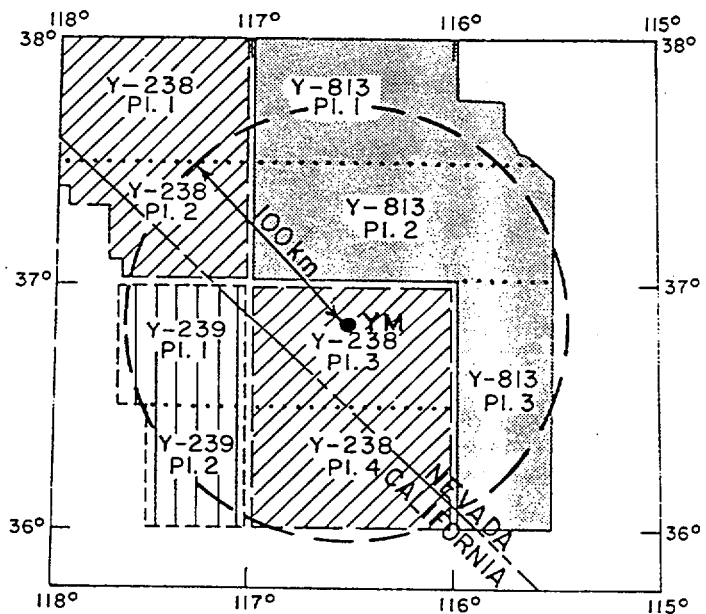 118°
117°
116°
115°
38°
38°
Y-238
Pl. 1
Y-813
Pl. 1
Y-238
Pl. 2
Y-813
Pl. 2
100km
37°
37°
YM
Y-239
Pl. 1
Y-238
Pl. 3
Y-813
Pl. 3
Y-239
Pl. 2
Y-238
Pl. 4
NEVADA
CALIFORNIA
36°
36°
118°
117°
116°
115°